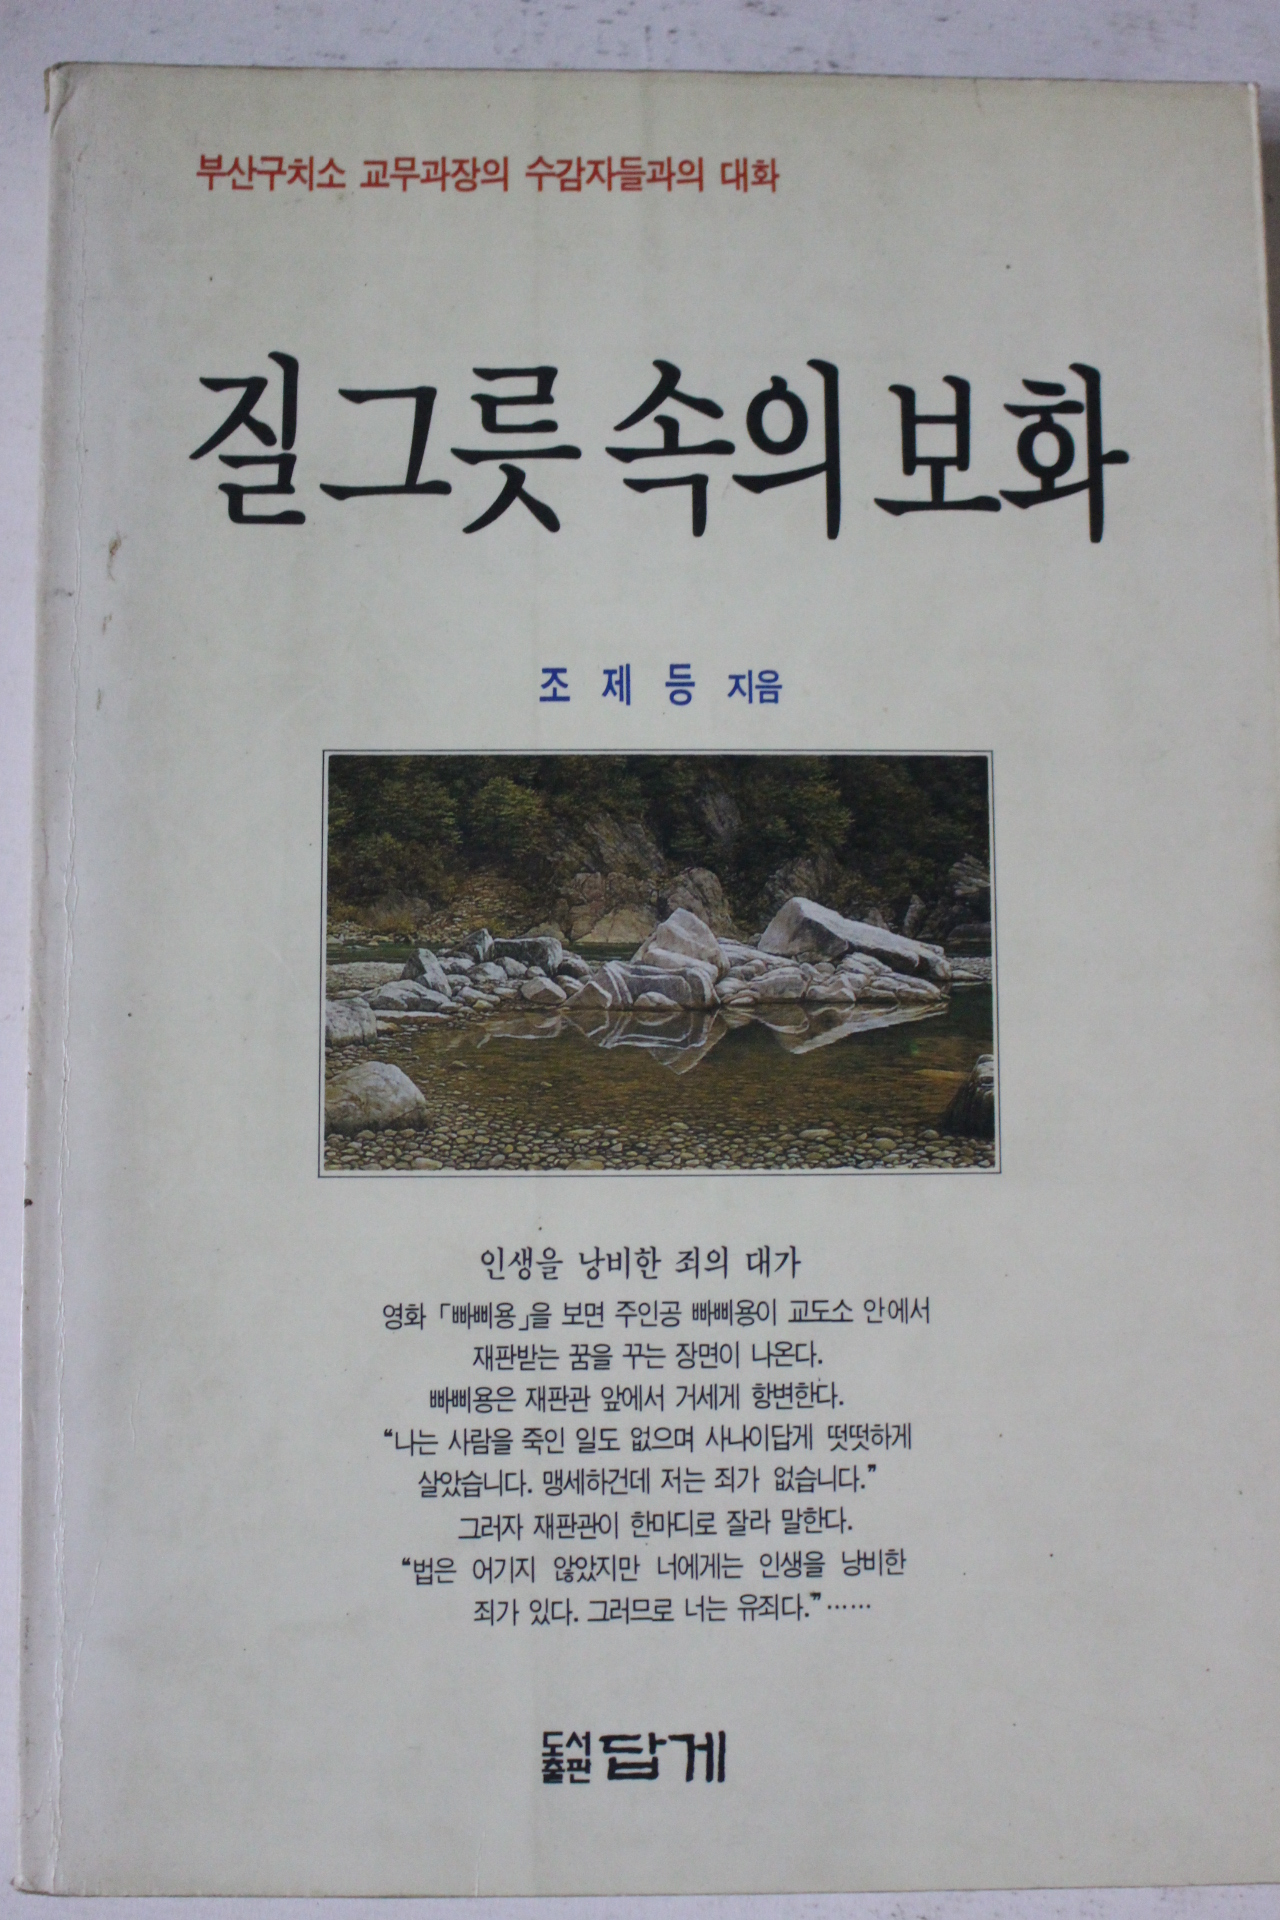 부산구치소 교무과장의 수감자들과의 대화
질그릇 속의 보화
조 제 등 지음
인생을 낭비한 죄의 대가
영화 「빠삐용」을 보면 주인공 빠삐용이 교도소 안에서
재판받는 꿈을 꾸는 장면이 나온다.
빠삐용은 재판관 앞에서 거세게 항변한다.
“나는 사람을 죽인 일도 없으며 사나이답게 떳떳하게
살았습니다. 맹세하건데 저는 죄가 없습니다.”
그러자 재판관이 한마디로 잘라 말한다.
“법은 어기지 않았지만 너에게는 인생을 낭비한
죄가 있다. 그러므로 너는 유죄다.”……
도서출판 답게